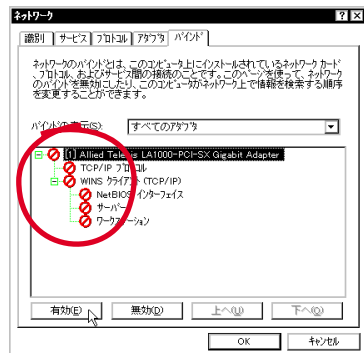 ネットワーク
識別 サービス プロトコル アダプタ バインド
ネットワークのバインドとは、このコンピュータ上にインストールされているネットワーク カード
、プロトコル、およびサービス間の接続のことです。このページを使って、ネットワーク
のバインドを無効にしたり、このコンピュータがネットワーク上で情報を検索する順序
を変更することができます。
バインドの表示(S): すべてのアダプタ
[1] Allied Telesis LA1000-PCI-SX Gigabit Adapter
TCP/IP プロトコル
WINS クライアント (TCP/IP)
NetBIOS インターフェイス
サーバー
ワークステーション
有効(E) 無効(D) 上へ(U) 下へ(O)
OK キャンセル